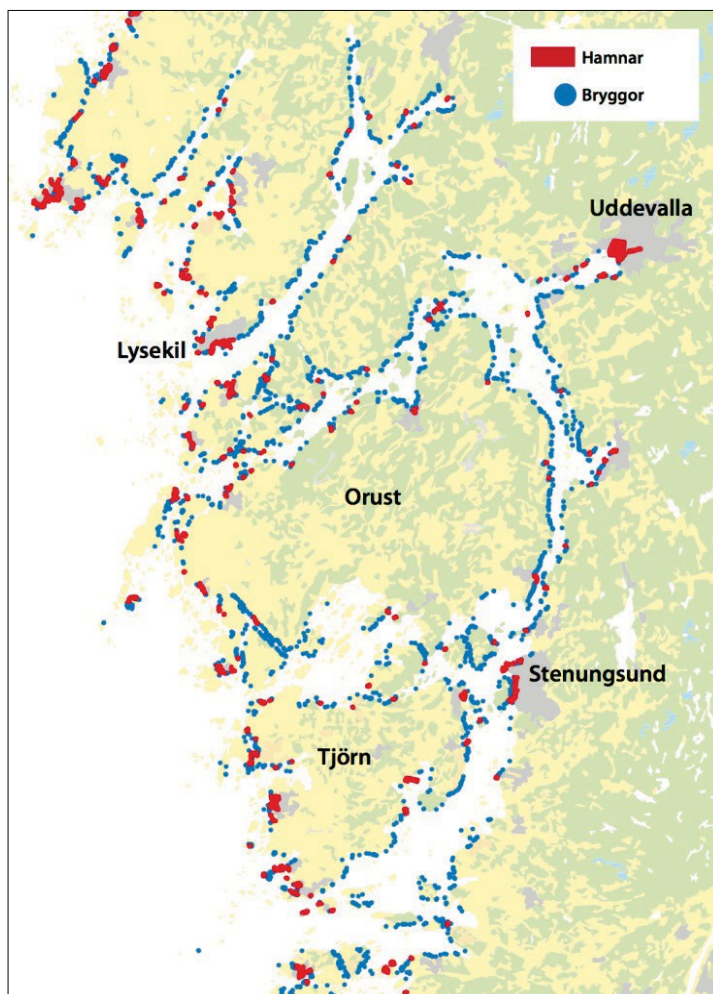 Hamnar
Bryggor
Uddevalla
Lysekil
Orust
Stenungsund
Tjörn